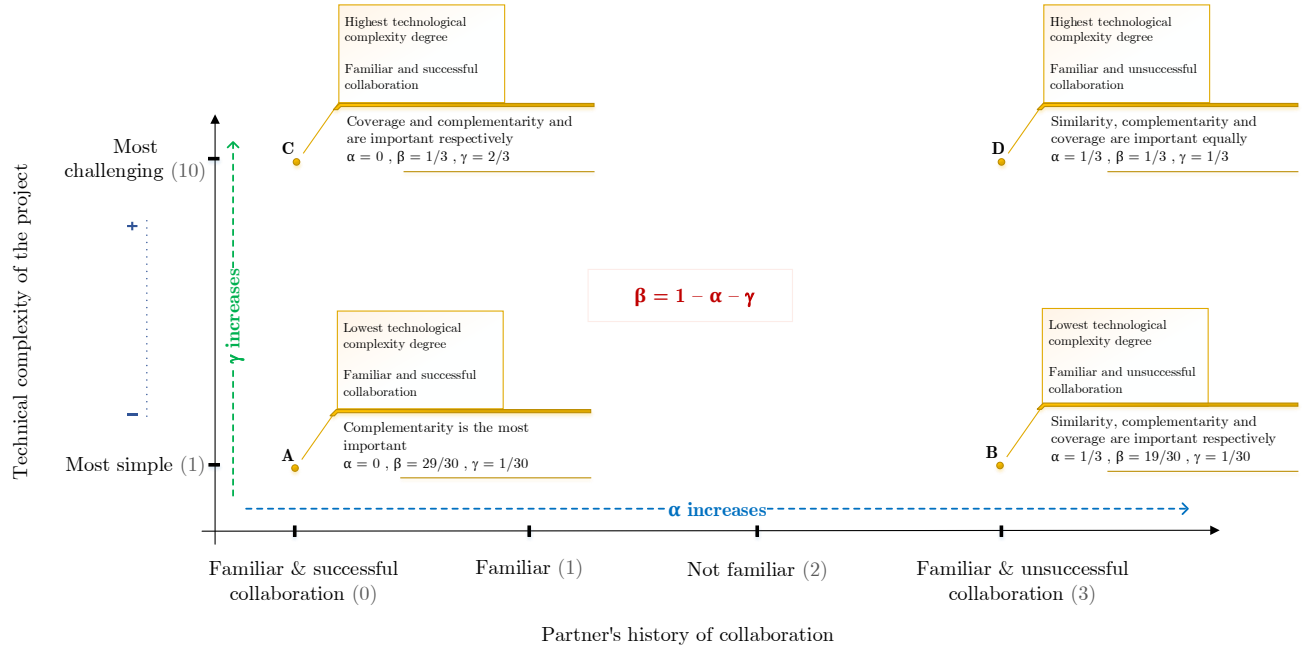 Highest technological
complexity degree
Familiar and successful
collaboration
Highest technological
complexity degree
Familiar and unsuccessful
collaboration
C
Coverage and complementarity and
are important respectively
α = 0 , β = 1/3 , γ = 2/3
D
Similarity, complementarity and
coverage are important equally
α = 1/3 , β = 1/3 , γ = 1/3
Most
challenging (10)
Technical complexity of the project
+
−
γ increases
β = 1 – α – γ
Lowest technological
complexity degree
Familiar and successful
collaboration
Lowest technological
complexity degree
Familiar and unsuccessful
collaboration
A
Complementarity is the most
important
α = 0 , β = 29/30 , γ = 1/30
B
Similarity, complementarity and
coverage are important respectively
α = 1/3 , β = 19/30 , γ = 1/30
Most simple (1)
α increases
Familiar & successful
collaboration (0)
Familiar (1)
Not familiar (2)
Familiar & unsuccessful
collaboration (3)
Partner's history of collaboration